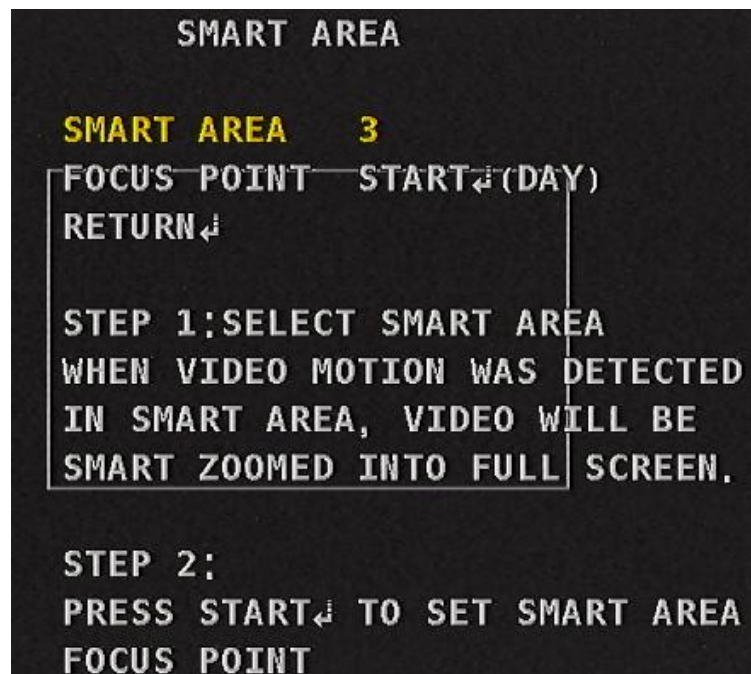 SMART AREA
SMART AREA 3
FOCUS POINT START↲(DAY)
RETURN↲
STEP 1:SELECT SMART AREA
WHEN VIDEO MOTION WAS DETECTED
IN SMART AREA, VIDEO WILL BE
SMART ZOOMED INTO FULL SCREEN.
STEP 2:
PRESS START↲ TO SET SMART AREA
FOCUS POINT